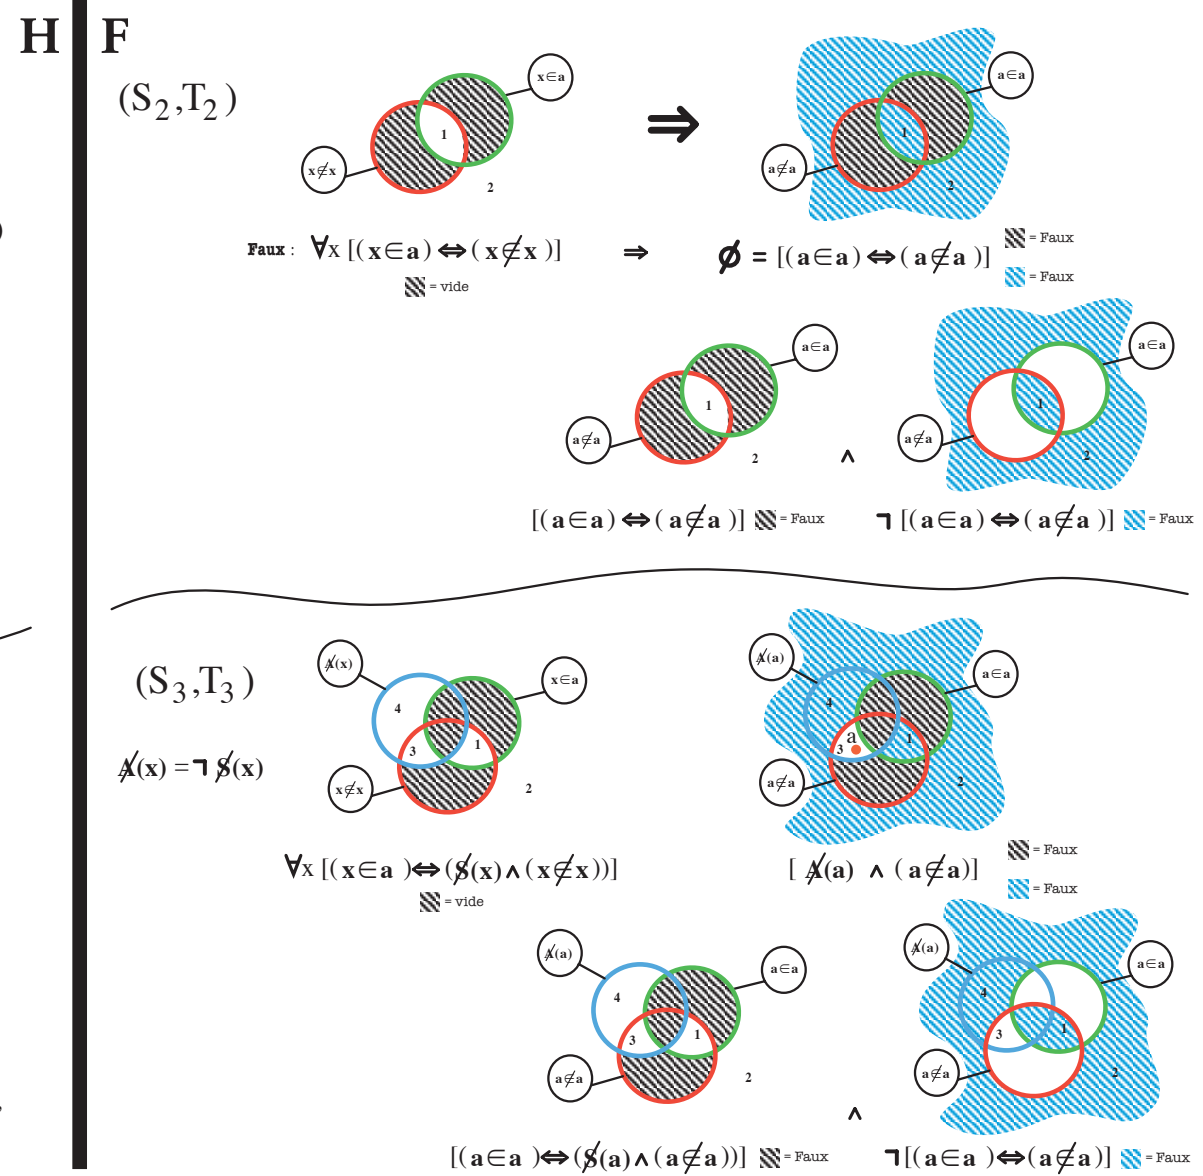 H F
(S₂,T₂)
x∈a
x∉x
1
2
⇒
a∈a
a∉a
1
2
Faux : ∀x [(x∈a) ⇔ (x∉x)]
= vide
⇒
ϕ = [(a∈a) ⇔ (a∉a)]
= Faux
= Faux
a∈a
a∉a
1
2
∧
a∈a
a∉a
1
2
[(a∈a) ⇔ (a∉a)] = Faux
¬ [(a∈a) ⇔ (a∉a)] = Faux
(S₃,T₃)
A̸(x) = ¬ S̸(x)
A̸(x)
x∈a
x∉x
4
3
1
2
A̸(a)
a∈a
a∉a
4
a
3
1
2
∀x [(x∈a) ⇔ (S̸(x) ∧ (x∉x))]
= vide
[ A̸(a) ∧ (a∉a)]
= Faux
= Faux
A̸(a)
a∈a
a∉a
4
3
1
2
∧
A̸(a)
a∈a
a∉a
4
3
1
2
[(a∈a) ⇔ (S̸(a) ∧ (a∉a))] = Faux
¬ [(a∈a) ⇔ (a∉a)] = Faux